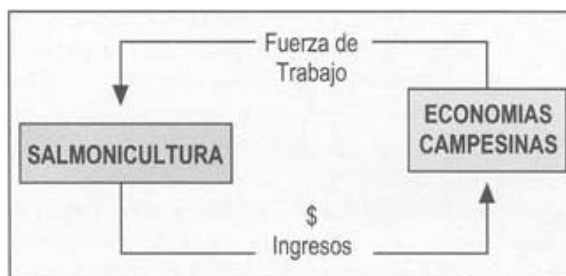 Fuerza de
Trabajo
ECONOMIAS
CAMPESINAS
SALMONICULTURA
$
Ingresos